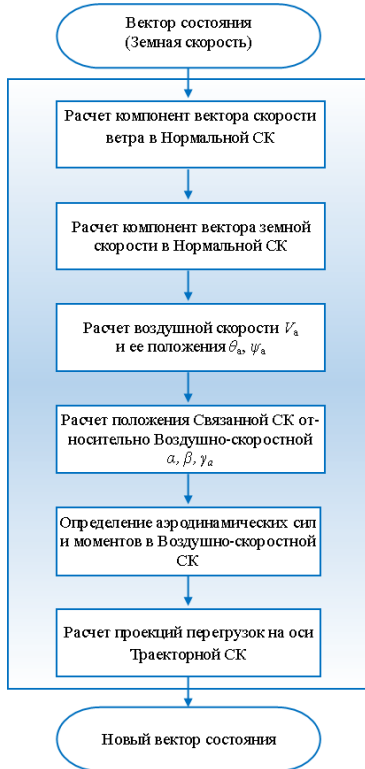 Вектор состояния
(Земная скорость)
Расчет компонент вектора скорости
ветра в Нормальной СК
Расчет компонент вектора земной
скорости в Нормальной СК
Расчет воздушной скорости Vₐ
и ее положения θₐ, ψₐ
Расчет положения Связанной СК от-
носительно Воздушно-скоростной
α, β, γₐ
Определение аэродинамических сил
и моментов в Воздушно-скоростной
СК
Расчет проекций перегрузок на оси
Траекторной СК
Новый вектор состояния